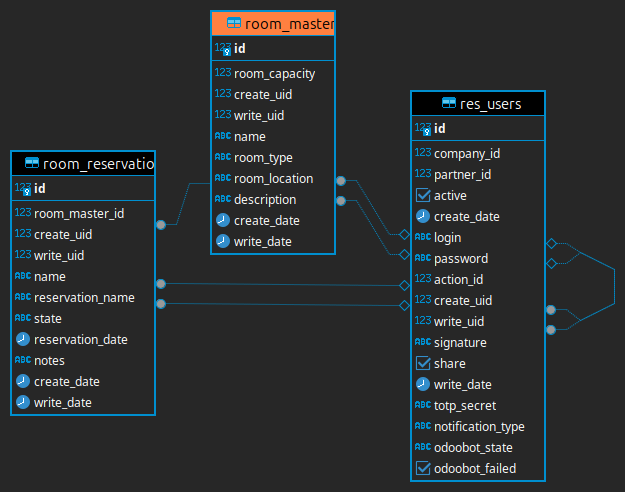 room_master
123 id
123 room_capacity
123 create_uid
123 write_uid
ABC name
ABC room_type
ABC room_location
ABC description
create_date
write_date
room_reservatio
123 id
123 room_master_id
123 create_uid
123 write_uid
ABC name
ABC reservation_name
ABC state
reservation_date
ABC notes
create_date
write_date
res_users
123 id
123 company_id
123 partner_id
active
create_date
ABC login
ABC password
123 action_id
123 create_uid
123 write_uid
ABC signature
share
write_date
ABC totp_secret
ABC notification_type
ABC odoobot_state
odoobot_failed